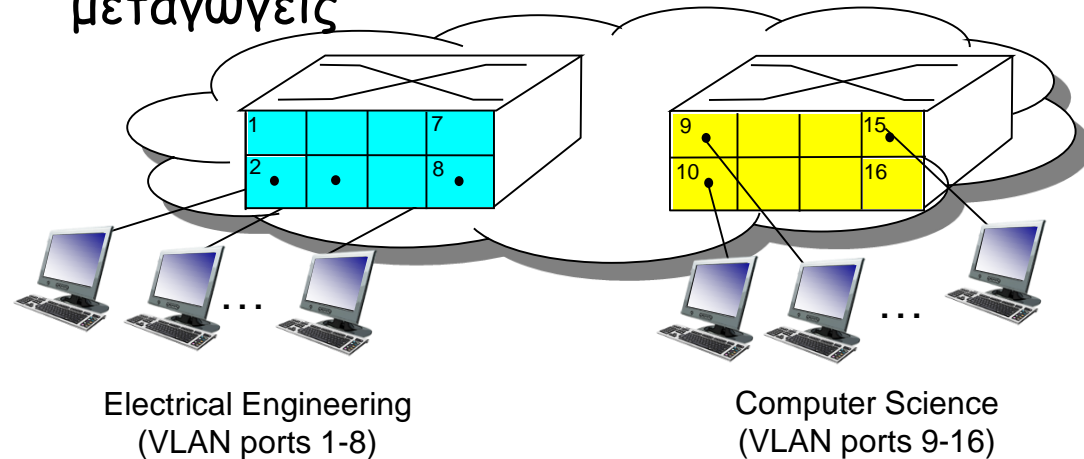 μεταγωγείς
1 7
2 8
9 15
10 16
...
...
Electrical Engineering
(VLAN ports 1-8)
Computer Science
(VLAN ports 9-16)